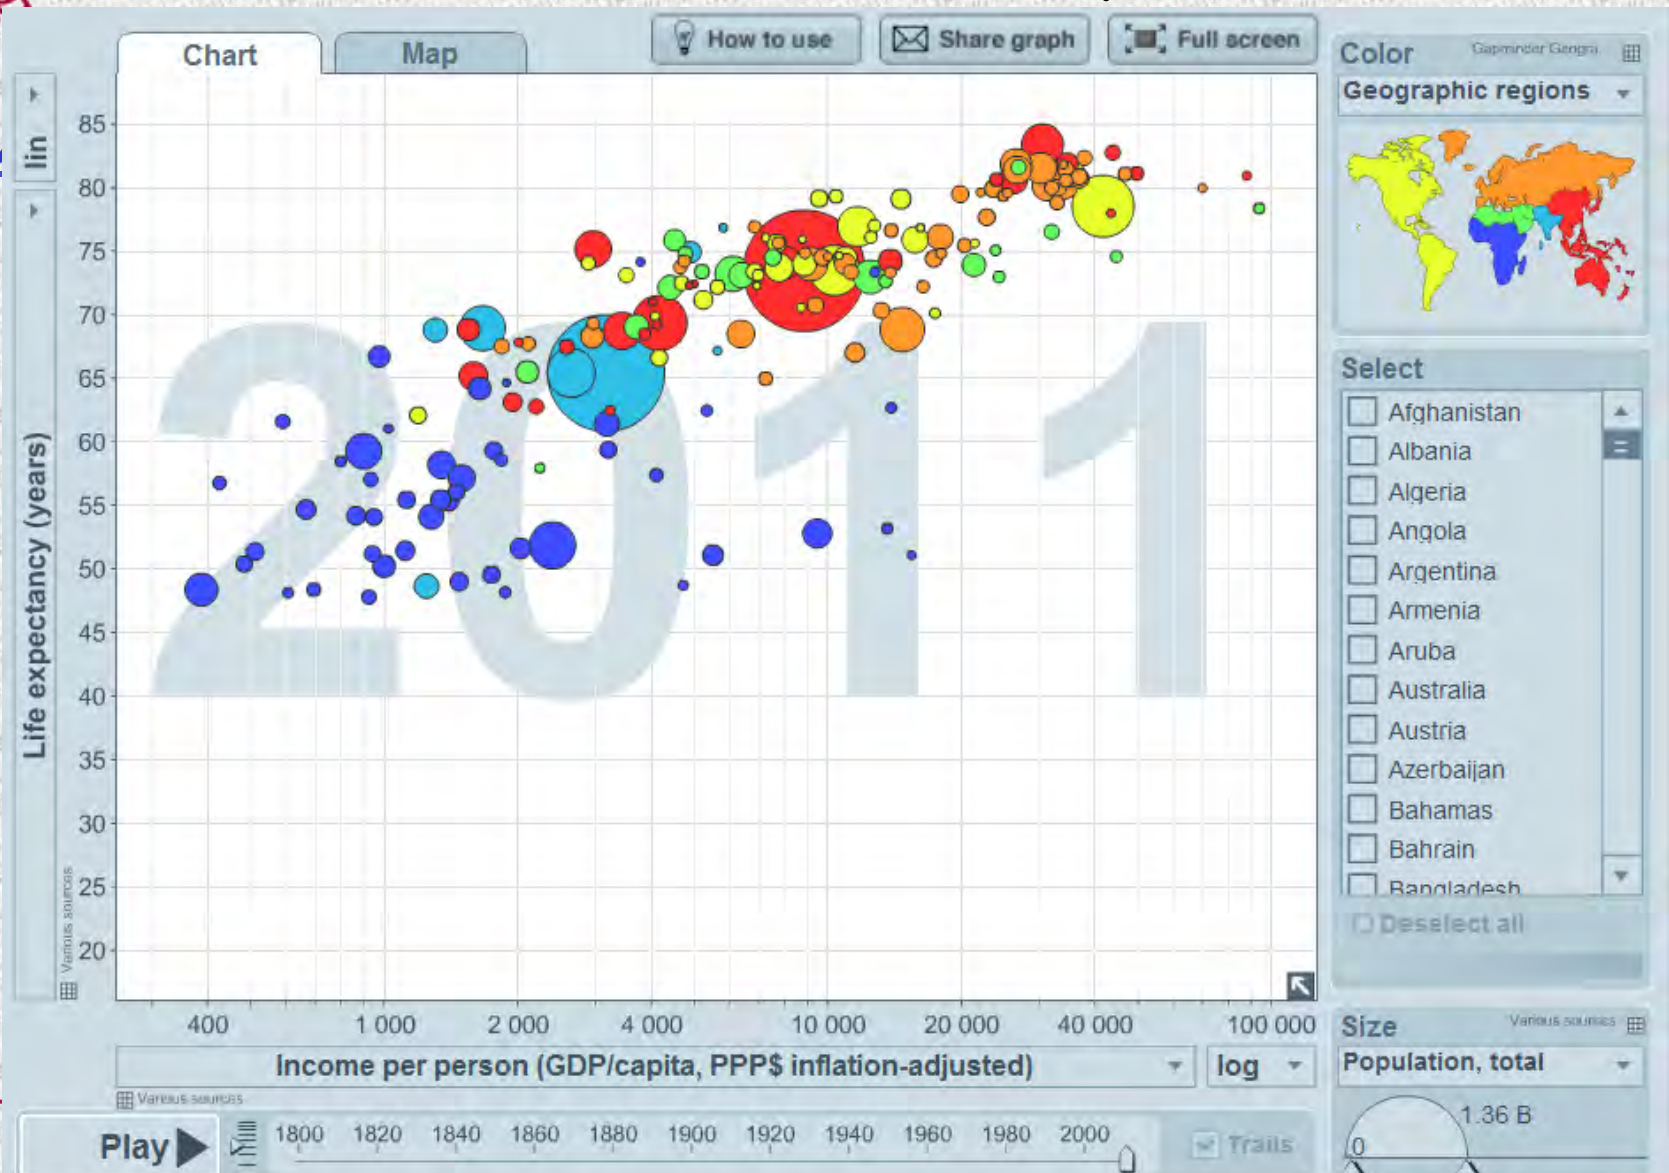 Chart
Map
How to use
Share graph
Full screen
lin
Life expectancy (years)
Various sources
85
80
75
70
65
60
55
50
45
40
35
30
25
20
2011
400
1 000
2 000
4 000
10 000
20 000
40 000
100 000
Income per person (GDP/capita, PPP$ inflation-adjusted)
log
Various sources
Play
1800 1820 1840 1860 1880 1900 1920 1940 1960 1980 2000
Trails
Color
Gapminder
Geographic regions
Select
Afghanistan
Albania
Algeria
Angola
Argentina
Armenia
Aruba
Australia
Austria
Azerbaijan
Bahamas
Bahrain
Bangladesh
Deselect all
Size
Various sources
Population, total
1.36 B
0